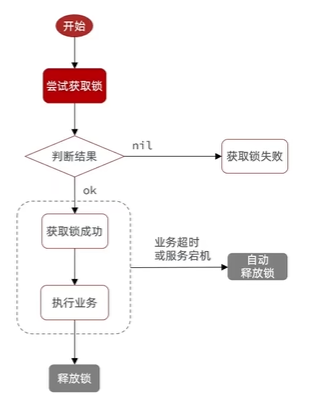 开始
尝试获取锁
判断结果
nil
获取锁失败
ok
获取锁成功
业务超时
或服务宕机
自动
释放锁
执行业务
释放锁